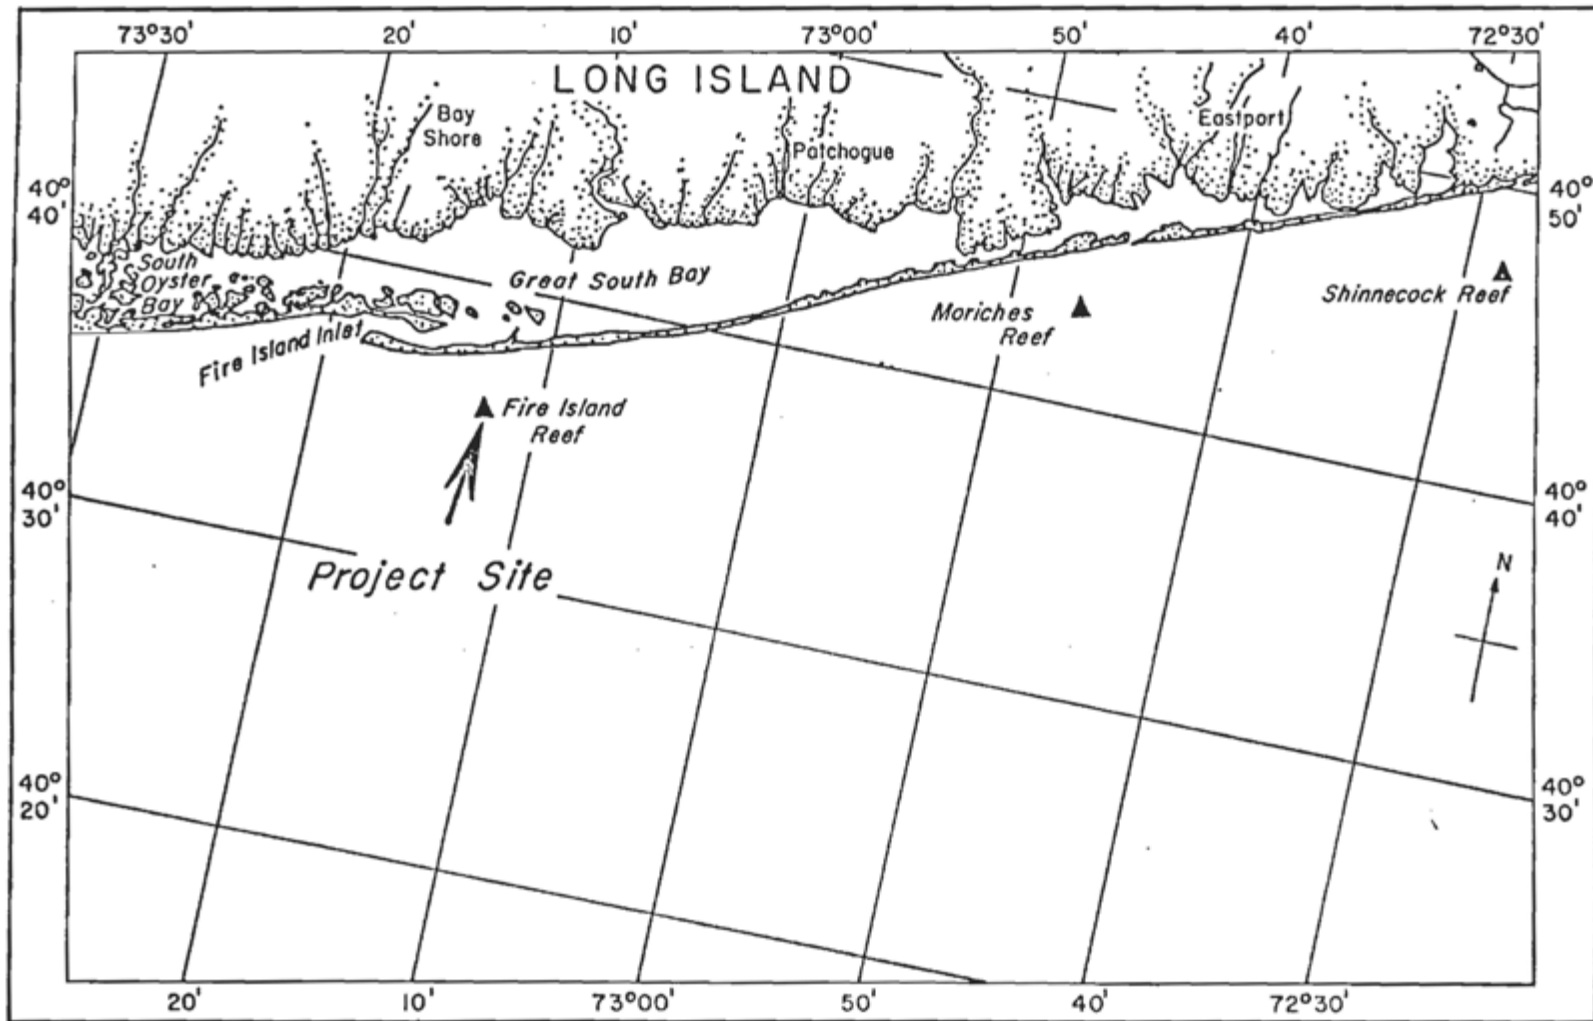 73°30' 20' 10' 73°00' 50' 40' 72°30'
LONG ISLAND
Bay
Shore
Patchogue
Eastport
40°
40'
40°
50'
South
Oyster
Bay
Great South Bay
Fire Island Inlet
Moriches
Reef
Shinnecock Reef
Fire Island
Reef
40°
30'
40°
40'
Project Site
N
40°
20'
40°
30'
20' 10' 73°00' 50' 40' 72°30'